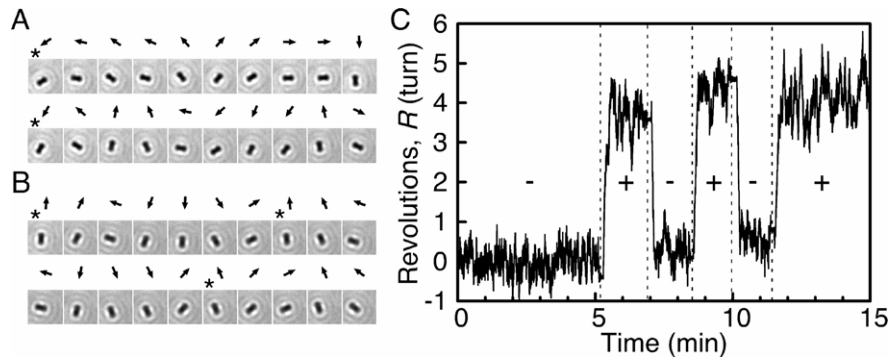 A
*
*
B
*
*
*
C
Revolutions, R (turn)
6
5
4
3
2
1
0
-1
- + - + - +
0 5 10 15
Time (min)